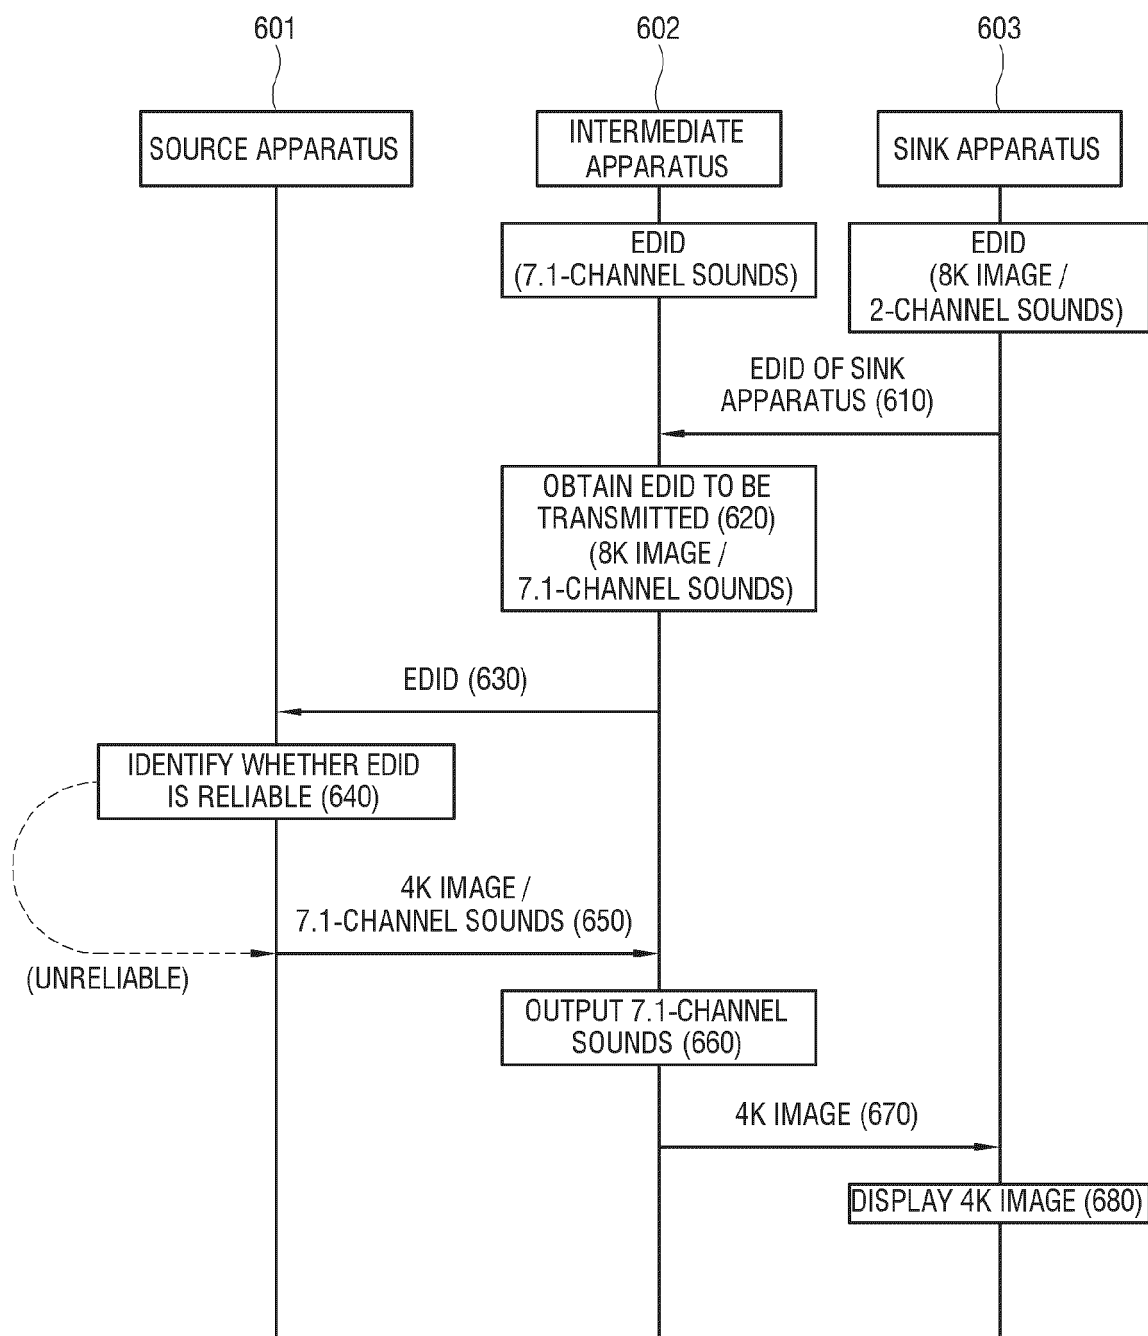 601
602
603
SOURCE APPARATUS
INTERMEDIATE
APPARATUS
SINK APPARATUS
EDID
(7.1-CHANNEL SOUNDS)
EDID
(8K IMAGE /
2-CHANNEL SOUNDS)
EDID OF SINK
APPARATUS (610)
OBTAIN EDID TO BE
TRANSMITTED (620)
(8K IMAGE /
7.1-CHANNEL SOUNDS)
EDID (630)
IDENTIFY WHETHER EDID
IS RELIABLE (640)
4K IMAGE /
7.1-CHANNEL SOUNDS (650)
(UNRELIABLE)
OUTPUT 7.1-CHANNEL
SOUNDS (660)
4K IMAGE (670)
DISPLAY 4K IMAGE (680)